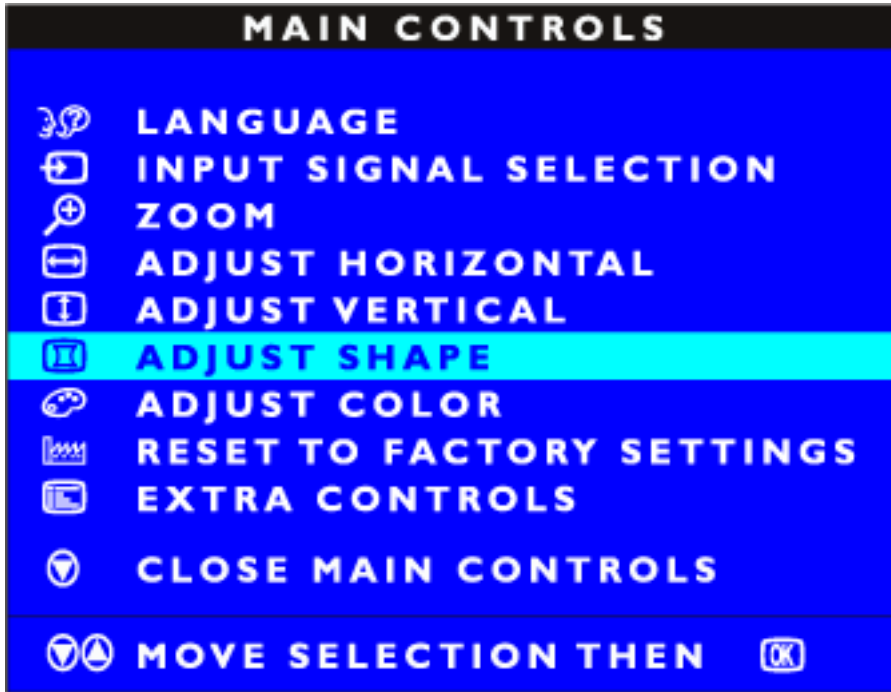 MAIN CONTROLS
LANGUAGE
INPUT SIGNAL SELECTION
ZOOM
ADJUST HORIZONTAL
ADJUST VERTICAL
ADJUST SHAPE
ADJUST COLOR
RESET TO FACTORY SETTINGS
EXTRA CONTROLS
CLOSE MAIN CONTROLS
MOVE SELECTION THEN OK